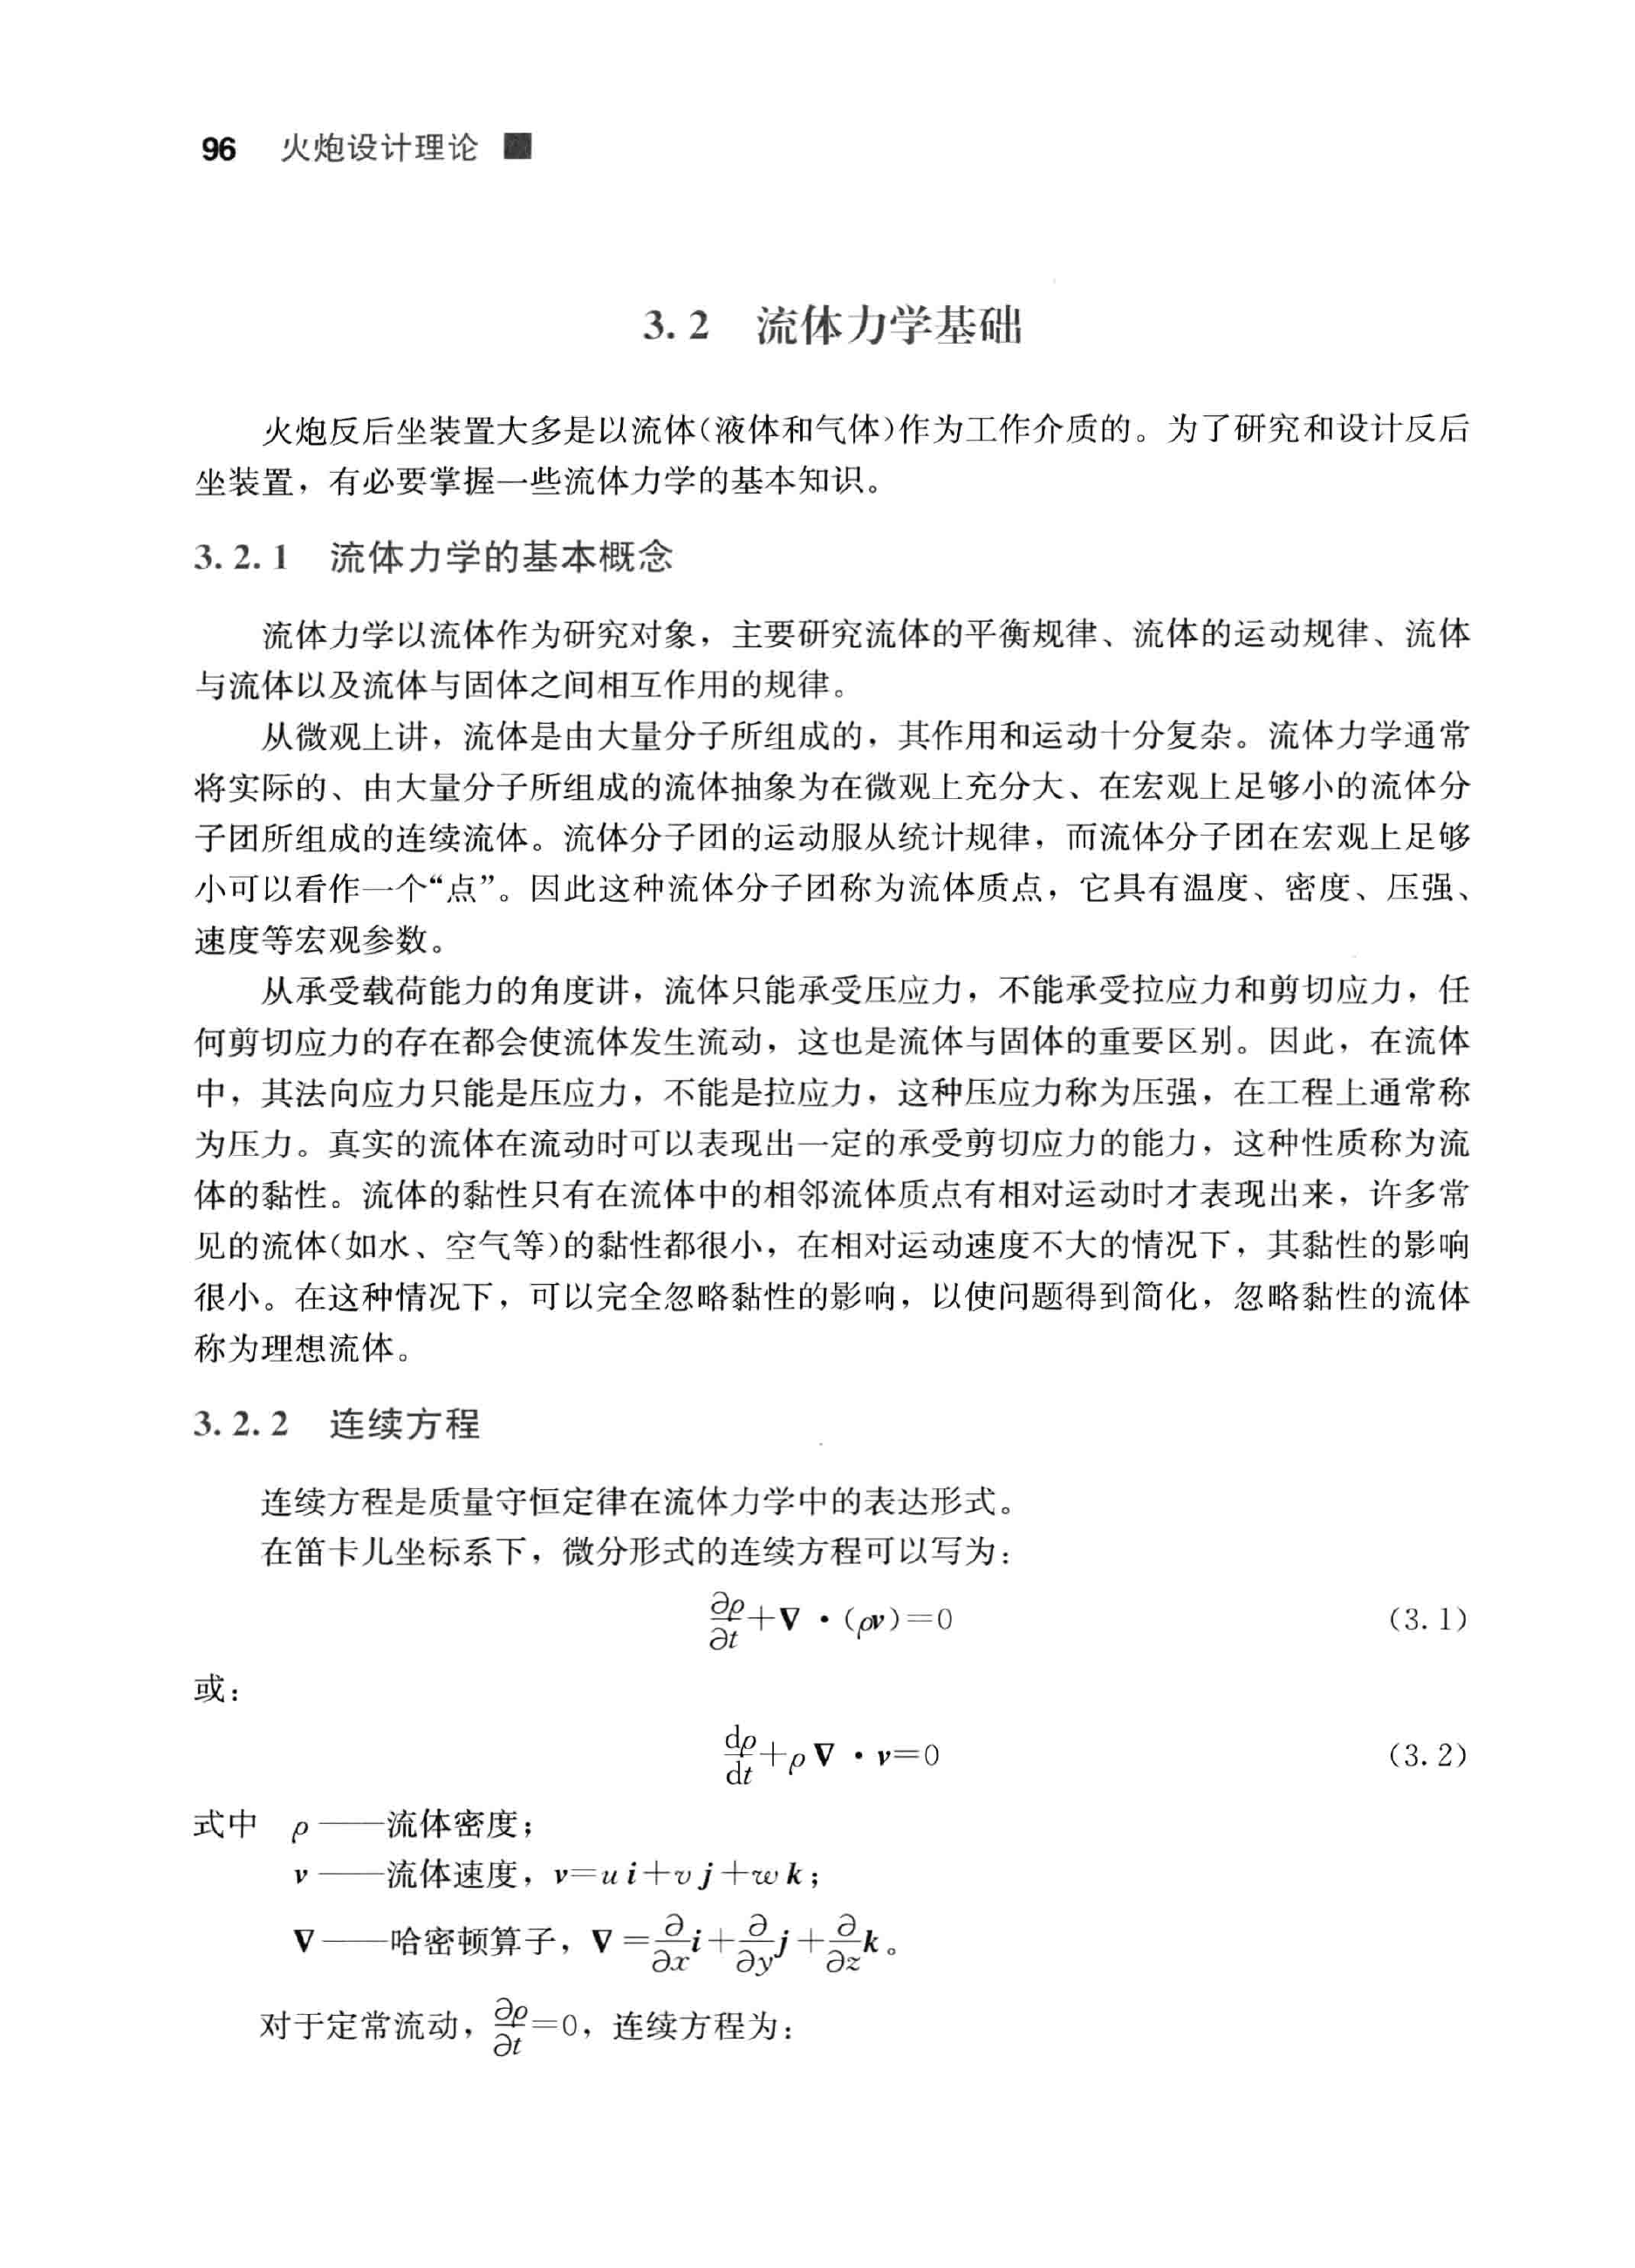 96 火炮设计理论
3.2 流体力学基础
火炮反后坐装置大多是以流体(液体和气体)作为工作介质的。为了研究和设计反后
坐装置，有必要掌握一些流体力学的基本知识。
3.2.1 流体力学的基本概念
流体力学以流体作为研究对象，主要研究流体的平衡规律、流体的运动规律、流体
与流体以及流体与固体之间相互作用的规律。
从微观上讲，流体是由大量分子所组成的，其作用和运动十分复杂。流体力学通常
将实际的、由大量分子所组成的流体抽象为在微观上充分大、在宏观上足够小的流体分
子团所组成的连续流体。流体分子团的运动服从统计规律，而流体分子团在宏观上足够
小可以看作一个“点”。因此这种流体分子团称为流体质点，它具有温度、密度、压强、
速度等宏观参数。
从承受载荷能力的角度讲，流体只能承受压应力，不能承受拉应力和剪切应力，任
何剪切应力的存在都会使流体发生流动，这也是流体与固体的重要区别。因此，在流体
中，其法向应力只能是压应力，不能是拉应力，这种压应力称为压强，在工程上通常称
为压力。真实的流体在流动时可以表现出一定的承受剪切应力的能力，这种性质称为流
体的黏性。流体的黏性只有在流体中的相邻流体质点有相对运动时才表现出来，许多常
见的流体(如水、空气等)的黏性都很小，在相对运动速度不大的情况下，其黏性的影响
很小。在这种情况下，可以完全忽略黏性的影响，以使问题得到简化，忽略黏性的流体
称为理想流体。
3.2.2 连续方程
连续方程是质量守恒定律在流体力学中的表达形式。
在笛卡儿坐标系下，微分形式的连续方程可以写为：
∂ρ/∂t+∇·(ρv)=0 (3.1)
或：
dρ/dt+ρ∇·v=0 (3.2)
式中 ρ——流体密度；
v——流体速度，v=ui+vj+wk；
∇——哈密顿算子，∇=∂/∂x i+∂/∂y j+∂/∂z k。
对于定常流动，∂ρ/∂t=0，连续方程为：